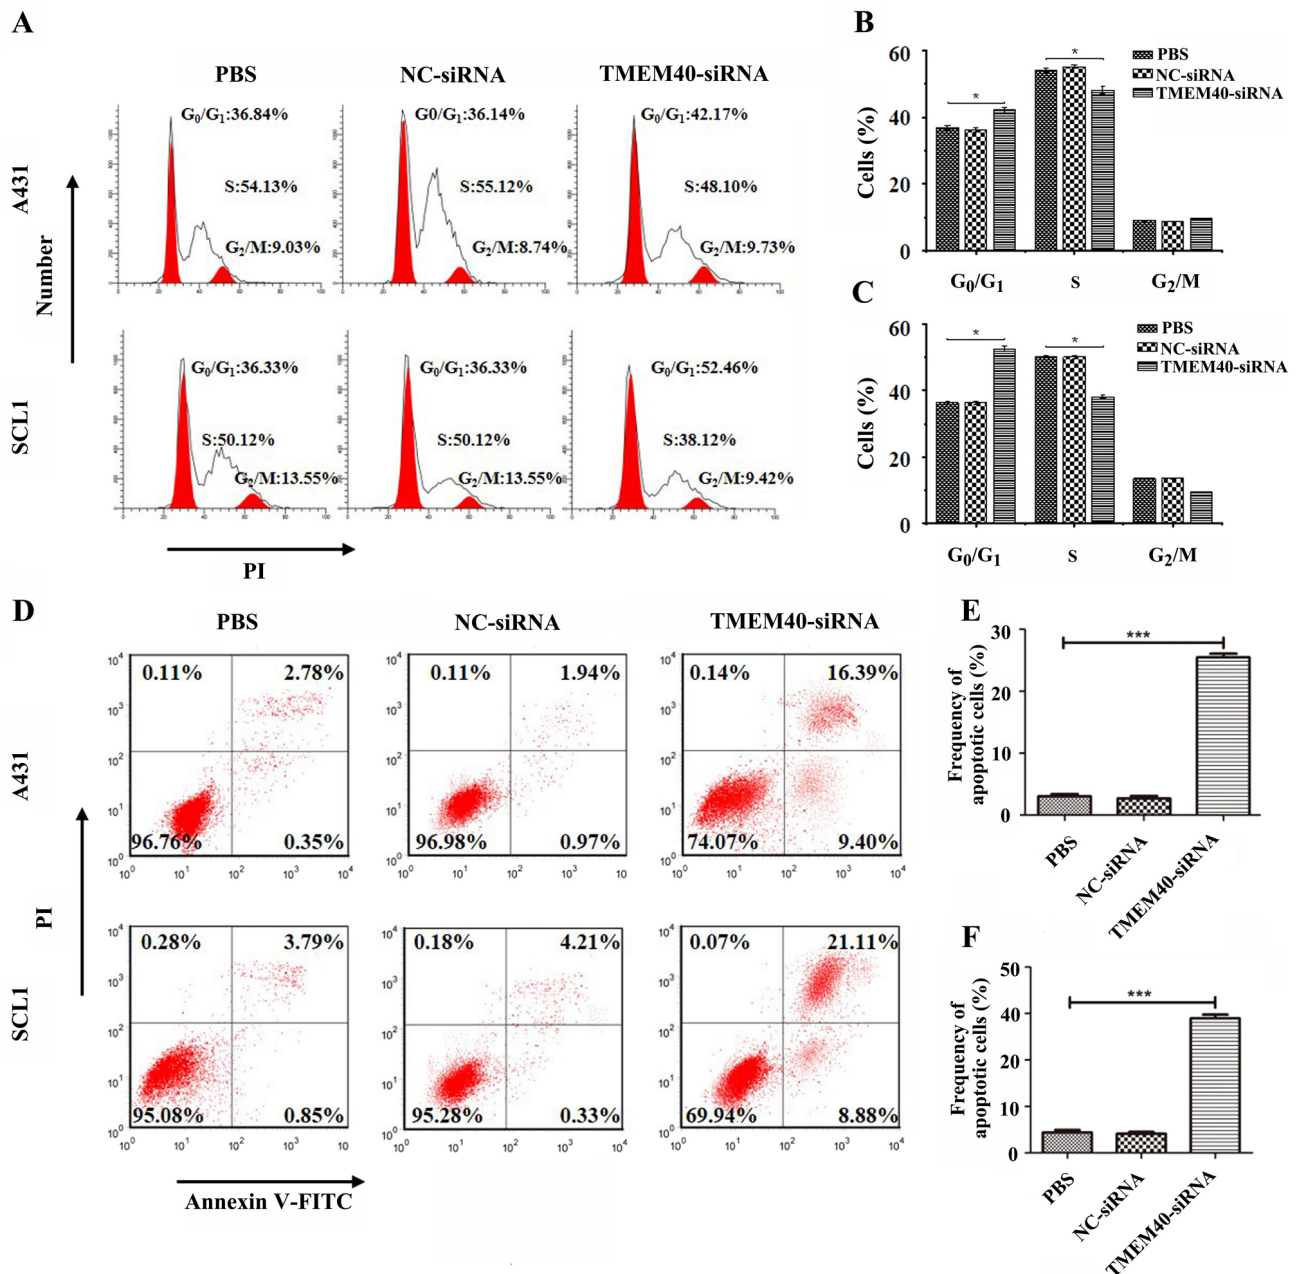 A
PBS
NC-siRNA
TMEM40-siRNA
A431
SCL1
Number
G0/G1:36.84%
S:54.13%
G2/M:9.03%
G0/G1:36.14%
S:55.12%
G2/M:8.74%
G0/G1:42.17%
S:48.10%
G2/M:9.73%
G0/G1:36.33%
S:50.12%
G2/M:13.55%
G0/G1:36.33%
S:50.12%
G2/M:13.55%
G0/G1:52.46%
S:38.12%
G2/M:9.42%
PI
B
Cells (%)
60
40
20
0
*
*
PBS
NC-siRNA
TMEM40-siRNA
G0/G1
S
G2/M
C
Cells (%)
60
40
20
0
*
*
PBS
NC-siRNA
TMEM40-siRNA
G0/G1
S
G2/M
D
PBS
NC-siRNA
TMEM40-siRNA
A431
SCL1
PI
0.11%
2.78%
96.76%
0.35%
0.11%
1.94%
96.98%
0.97%
0.14%
16.39%
74.07%
9.40%
0.28%
3.79%
95.08%
0.85%
0.18%
4.21%
95.28%
0.33%
0.07%
21.11%
69.94%
8.88%
Annexin V-FITC
E
Frequency of
apoptotic cells (%)
30
20
10
0
***
PBS
NC-siRNA
TMEM40-siRNA
F
Frequency of
apoptotic cells (%)
50
40
20
10
0
***
PBS
NC-siRNA
TMEM40-siRNA